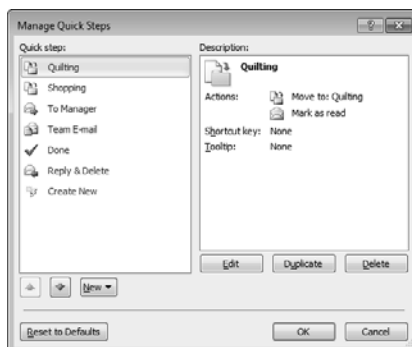 Manage Quick Steps
Quick step:
Quilting
Shopping
To Manager
Team E-mail
Done
Reply & Delete
Create New
New
Description:
Quilting
Actions: Move to: Quilting
Mark as read
Shortcut key: None
Tooltip: None
Edit Duplicate Delete
Reset to Defaults OK Cancel